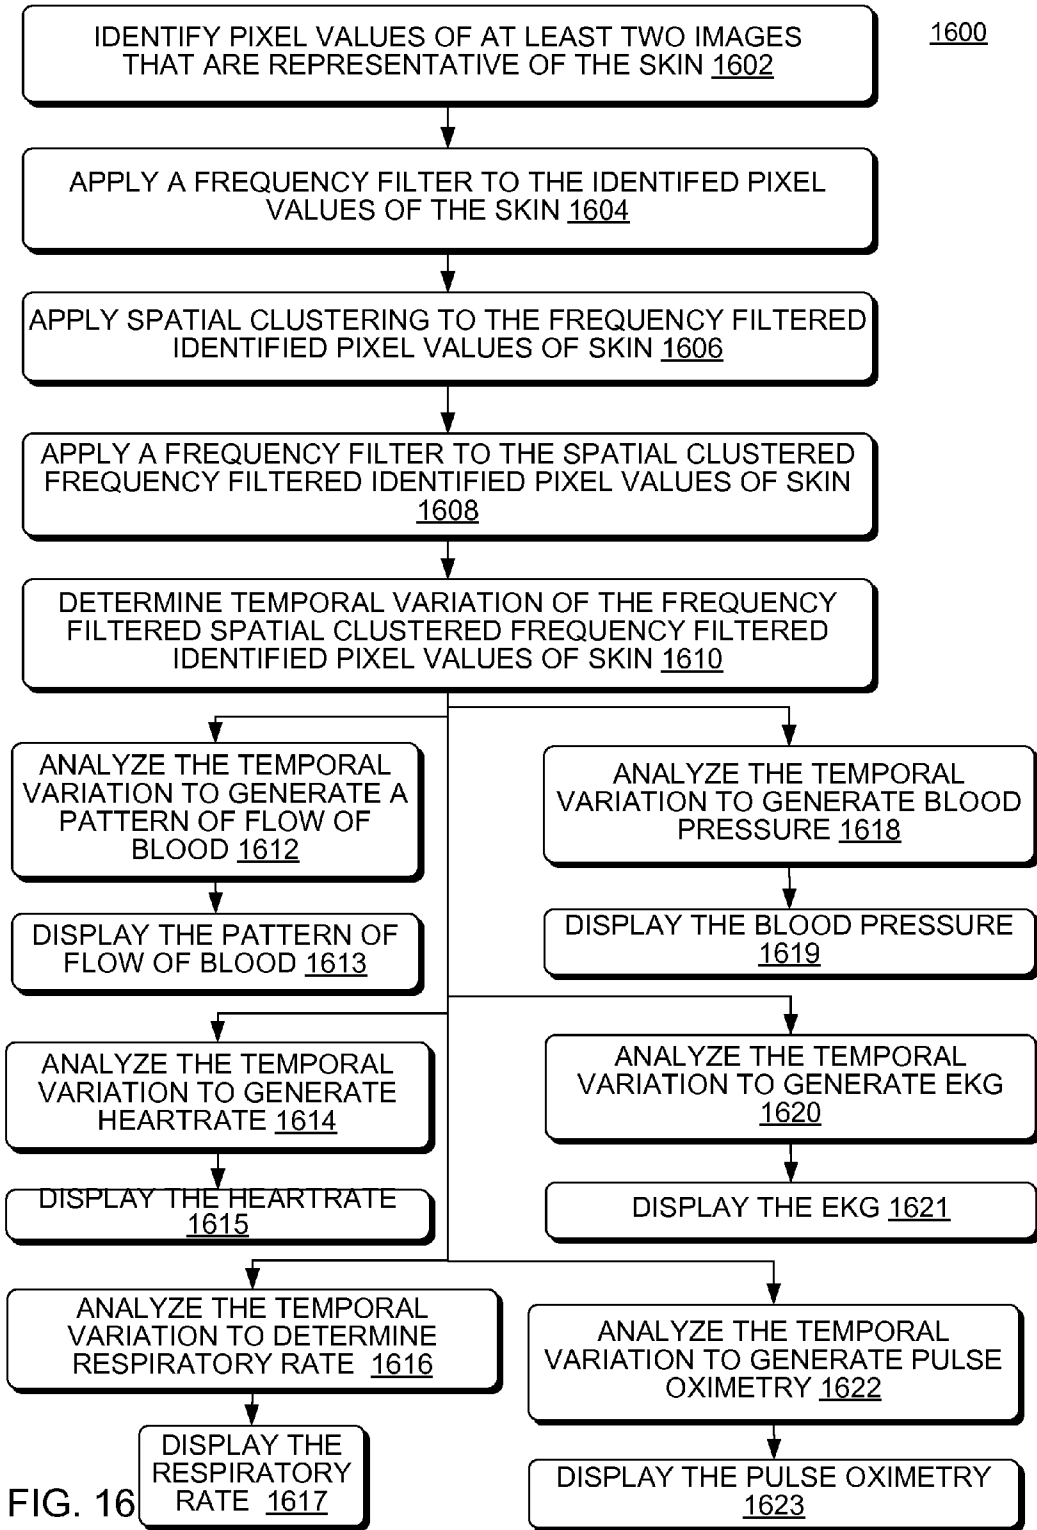 1600
IDENTIFY PIXEL VALUES OF AT LEAST TWO IMAGES
THAT ARE REPRESENTATIVE OF THE SKIN 1602
APPLY A FREQUENCY FILTER TO THE IDENTIFED PIXEL
VALUES OF THE SKIN 1604
APPLY SPATIAL CLUSTERING TO THE FREQUENCY FILTERED
IDENTIFIED PIXEL VALUES OF SKIN 1606
APPLY A FREQUENCY FILTER TO THE SPATIAL CLUSTERED
FREQUENCY FILTERED IDENTIFIED PIXEL VALUES OF SKIN
1608
DETERMINE TEMPORAL VARIATION OF THE FREQUENCY
FILTERED SPATIAL CLUSTERED FREQUENCY FILTERED
IDENTIFIED PIXEL VALUES OF SKIN 1610
ANALYZE THE TEMPORAL
VARIATION TO GENERATE A
PATTERN OF FLOW OF
BLOOD 1612
DISPLAY THE PATTERN OF
FLOW OF BLOOD 1613
ANALYZE THE TEMPORAL
VARIATION TO GENERATE BLOOD
PRESSURE 1618
DISPLAY THE BLOOD PRESSURE
1619
ANALYZE THE TEMPORAL
VARIATION TO GENERATE
HEARTRATE 1614
DISPLAY THE HEARTRATE
1615
ANALYZE THE TEMPORAL
VARIATION TO GENERATE EKG
1620
DISPLAY THE EKG 1621
ANALYZE THE TEMPORAL
VARIATION TO DETERMINE
RESPIRATORY RATE 1616
DISPLAY THE
RESPIRATORY
RATE 1617
ANALYZE THE TEMPORAL
VARIATION TO GENERATE PULSE
OXIMETRY 1622
DISPLAY THE PULSE OXIMETRY
1623
FIG. 16